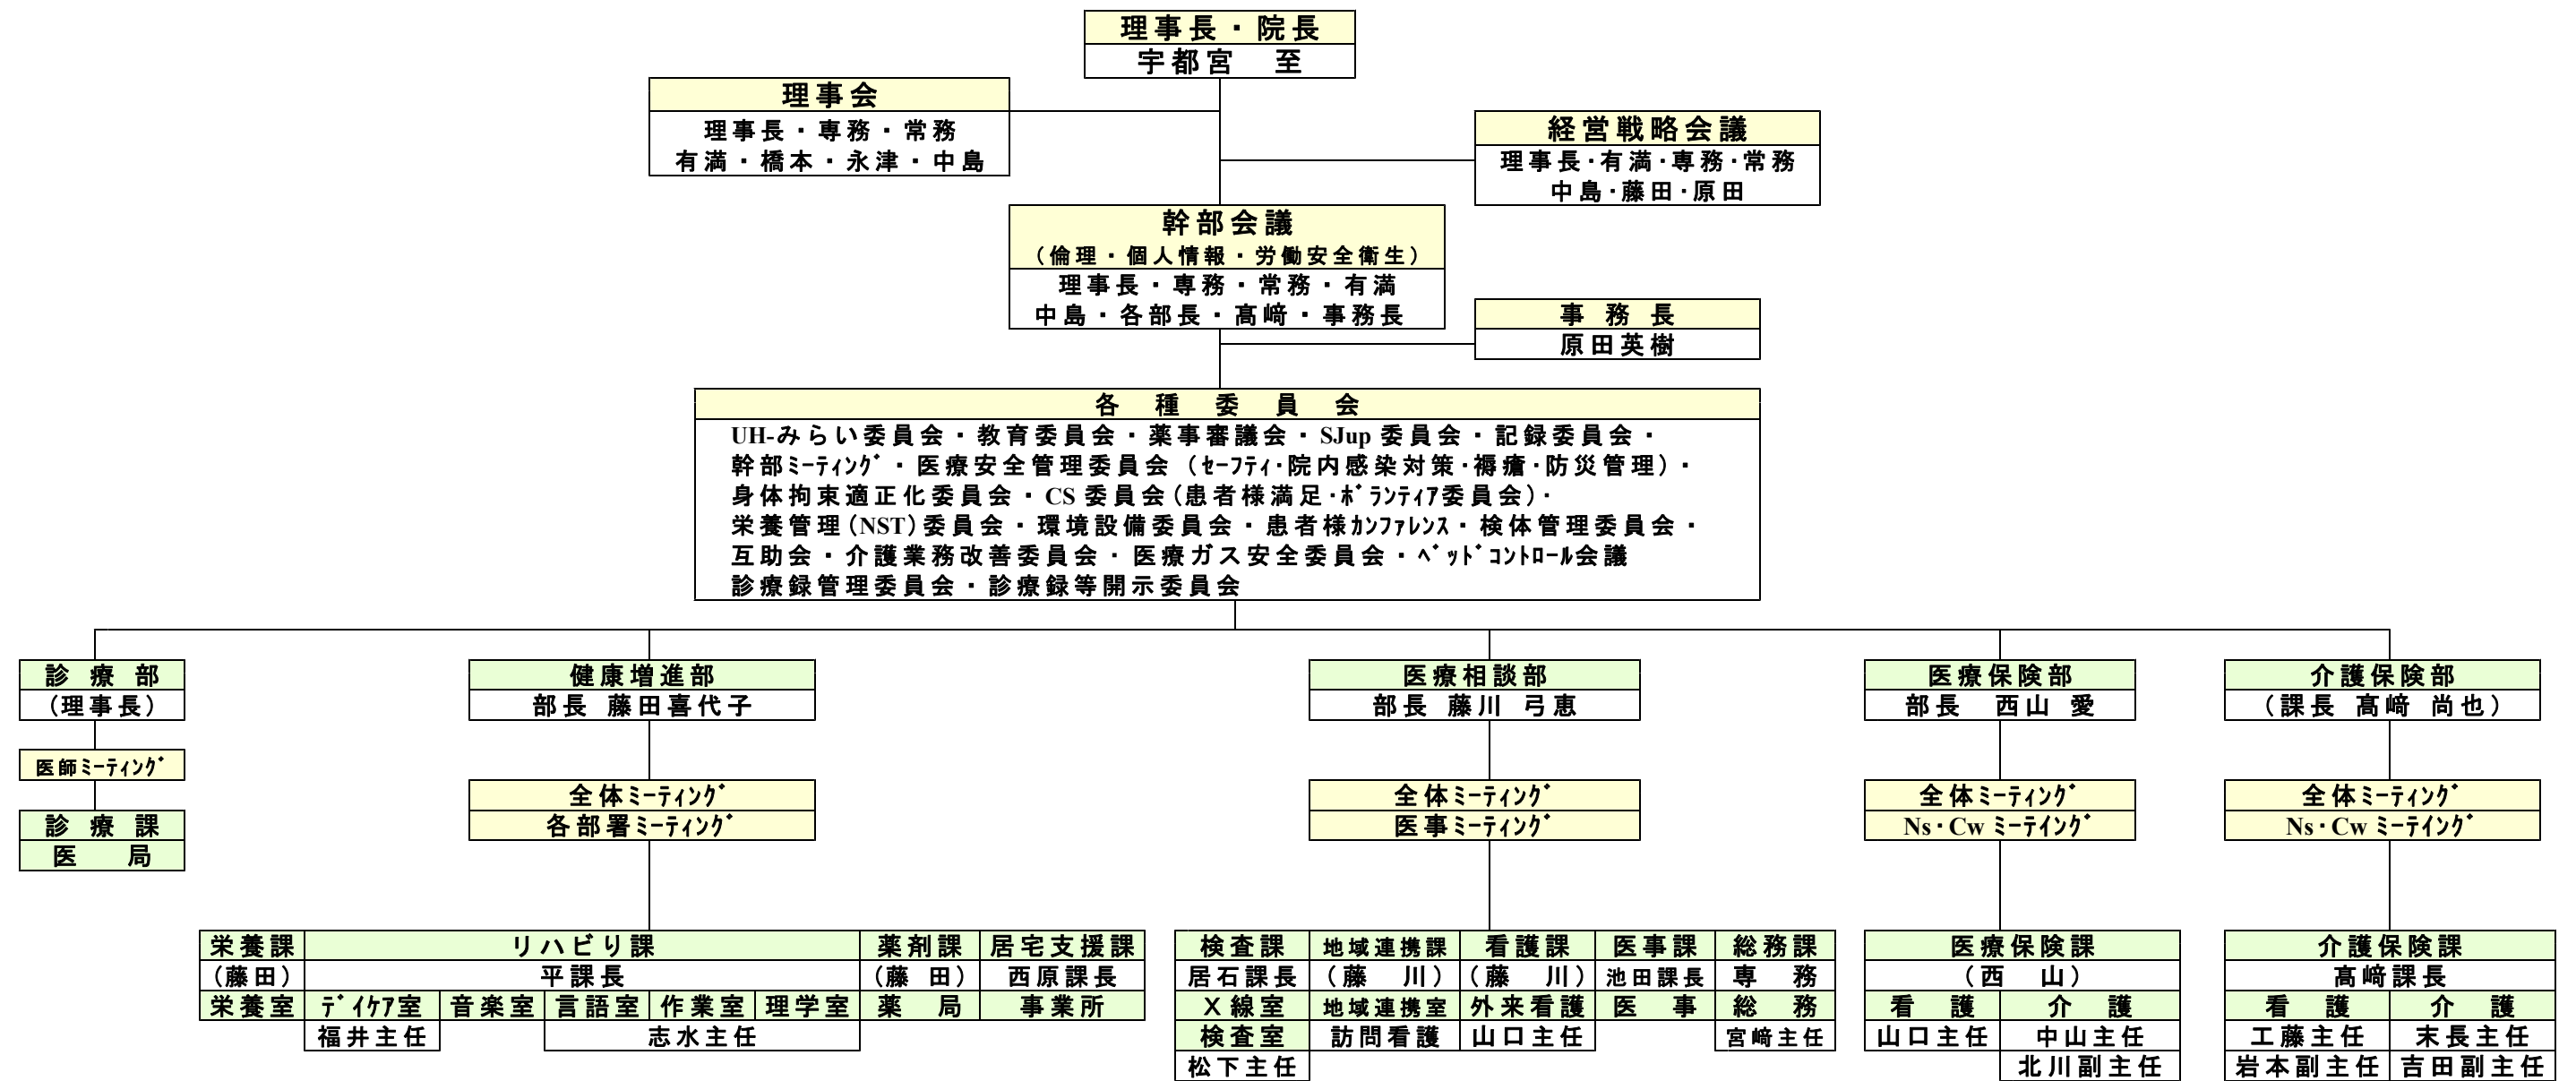 理事長・院長
宇都宮　至
理事会
理事長・専務・常務
有満・橋本・永津・中島
経営戦略会議
理事長・有満・専務・常務
中島・藤田・原田
幹部会議
（倫理・個人情報・労働安全衛生）
理事長・専務・常務・有満
中島・各部長・髙﨑・事務長
事　務　長
原田英樹
各　種　委　員　会
UH-みらい委員会・教育委員会・薬事審議会・SJup 委員会・記録委員会・
幹部ﾐｰﾃｨﾝｸﾞ・医療安全管理委員会（ｾｰﾌﾃｨ・院内感染対策・褥瘡・防災管理）・
身体拘束適正化委員会・CS 委員会（患者様満足・ﾎﾞﾗﾝﾃｨｱ委員会）・
栄養管理（NST）委員会・環境設備委員会・患者様ｶﾝﾌｧﾚﾝｽ・検体管理委員会・
互助会・介護業務改善委員会・医療ガス安全委員会・ﾍﾞｯﾄﾞｺﾝﾄﾛｰﾙ会議
診療録管理委員会・診療録等開示委員会
診　療　部
（理事長）
医師ﾐｰﾃｨﾝｸﾞ
診　療　課
医　　局
健康増進部
部長 藤田喜代子
全体ﾐｰﾃｨﾝｸﾞ
各部署ﾐｰﾃｨﾝｸﾞ
医療相談部
部長 藤川 弓恵
全体ﾐｰﾃｨﾝｸﾞ
医事ﾐｰﾃｨﾝｸﾞ
医療保険部
部長　西山 愛
全体ﾐｰﾃｨﾝｸﾞ
Ns・Cw ﾐｰﾃｲﾝｸﾞ
介護保険部
（課長 髙﨑 尚也）
全体ﾐｰﾃｨﾝｸﾞ
Ns・Cw ﾐｰﾃｲﾝｸﾞ
栄養課 リハビり課 薬剤課 居宅支援課
（藤田） 平課長 （藤　田） 西原課長
栄養室 ﾃﾞｲｹｱ室 音楽室 言語室 作業室 理学室 薬　局 事業所
福井主任 志水主任
検査課 地域連携課 看護課 医事課 総務課
居石課長 （藤　川） （藤　川） 池田課長 専　務
X線室 地域連携室 外来看護 医　事 総　務
検査室 訪問看護 山口主任 宮﨑主任
松下主任
医療保険課
（西　山）
看　護 介　護
山口主任 中山主任
北川副主任
介護保険課
髙﨑課長
看　護 介　護
工藤主任 末長主任
岩本副主任 吉田副主任